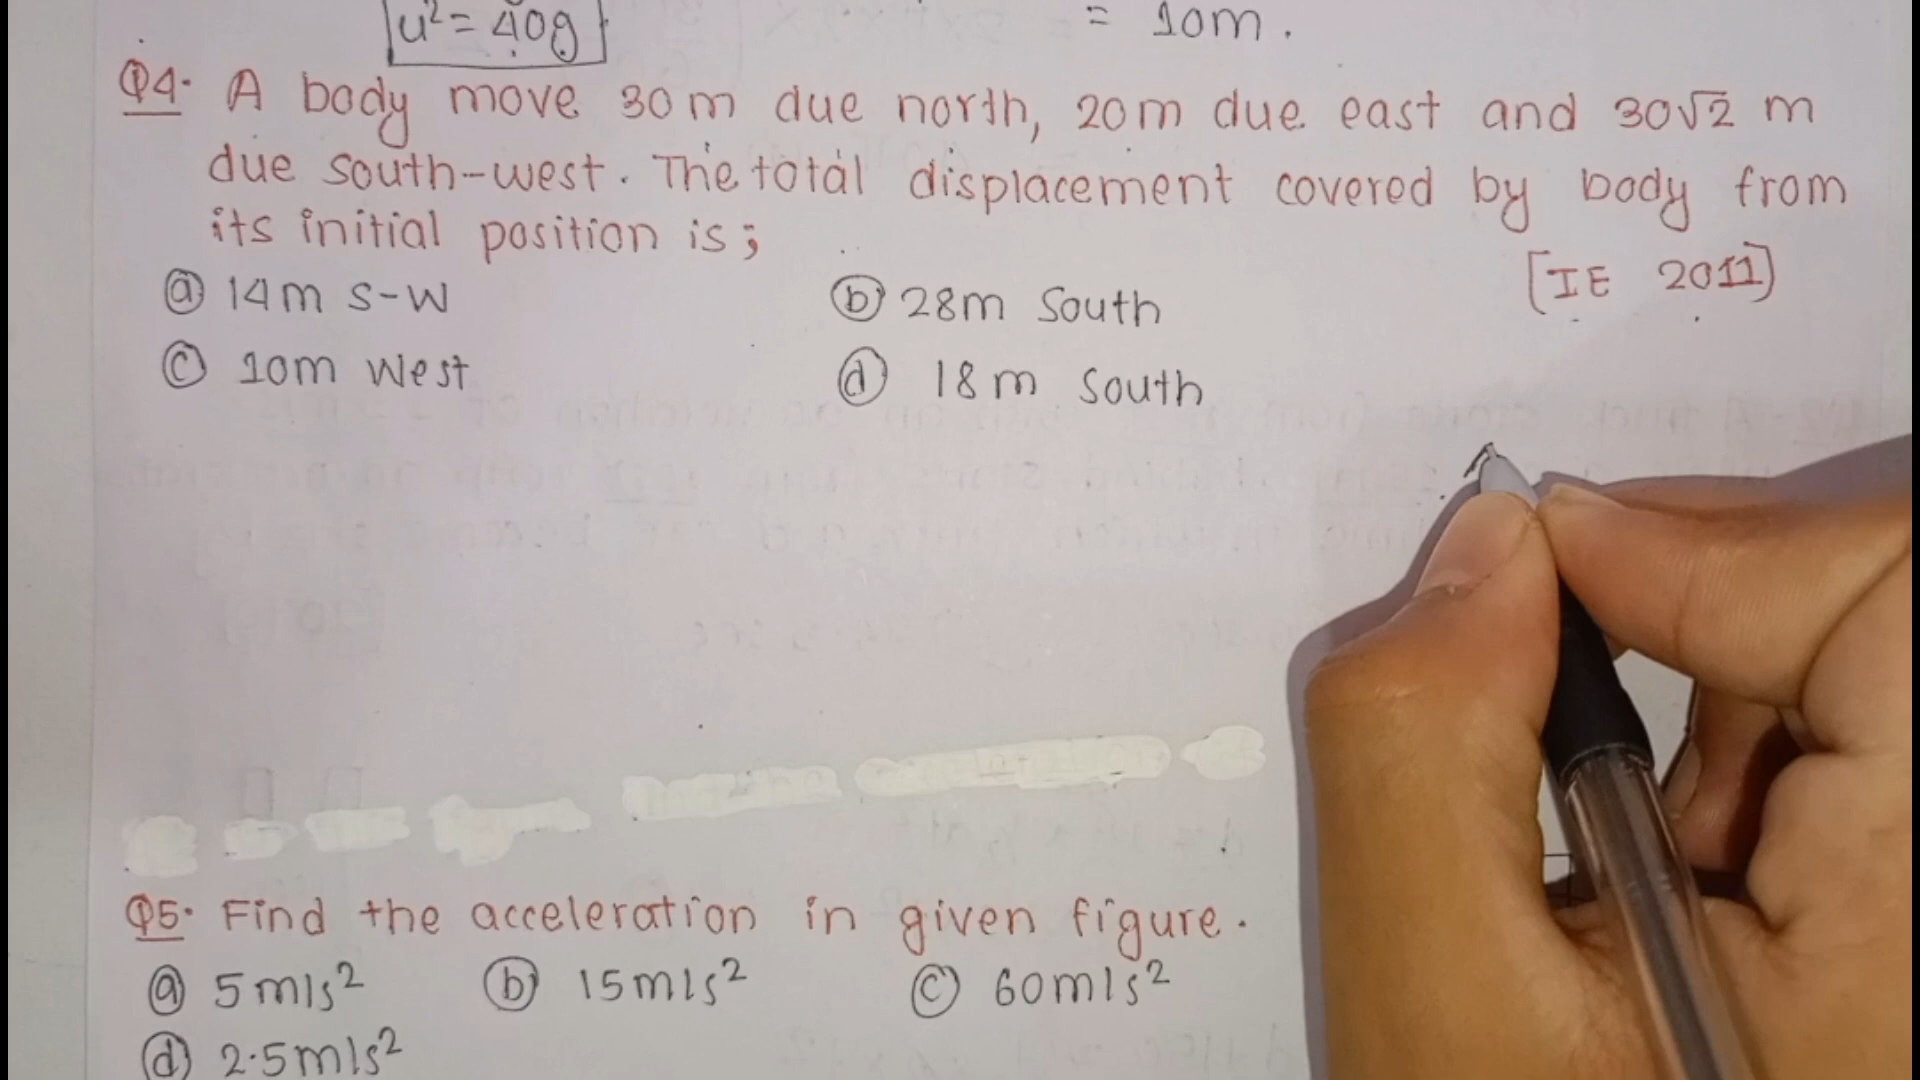 u² = 40g
= 10m.
Q4. A body move 30m due north, 20m due east and 30√2 m
due south-west. The total displacement covered by body from
its initial position is;
[IE 2011]
(a) 14m S-W
(b) 28m South
(c) 10m West
(d) 18m South
Q5. Find the acceleration in given figure.
(a) 5m/s²
(b) 15m/s²
(c) 60m/s²
(d) 2.5m/s²